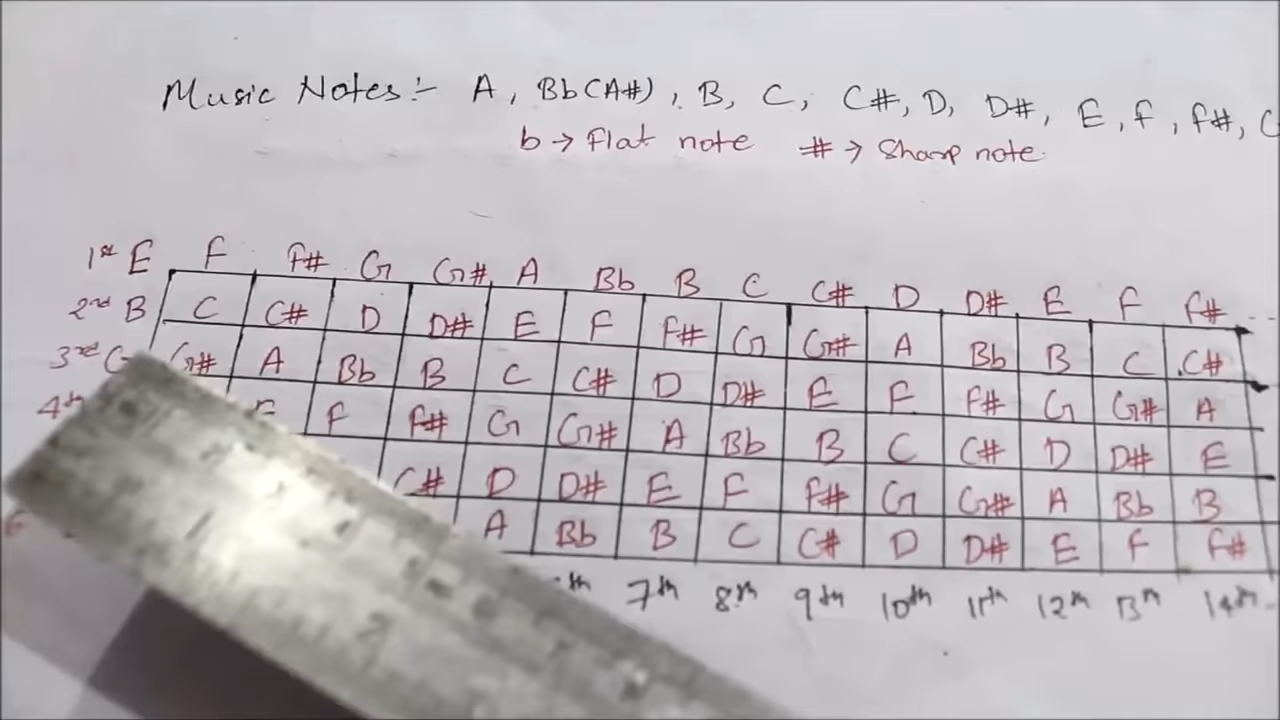 Music Notes:- A, Bb(A#), B, C, C#, D, D#, E, F, F#,
b → Flat note # → Sharp note
1st E F F# G G# A Bb B C C# D D# E F F#
2nd B C C# D D# E F F# G G# A Bb B C C#
3rd G G# A Bb B C C# D D# E F F# G G# A
4th E F F# G G# A Bb B C C# D D# E
C# D D# E F F# G G# A Bb B
6 A Bb B C C# D D# E F F#
7th 8th 9th 10th 11th 12th 13th 14th